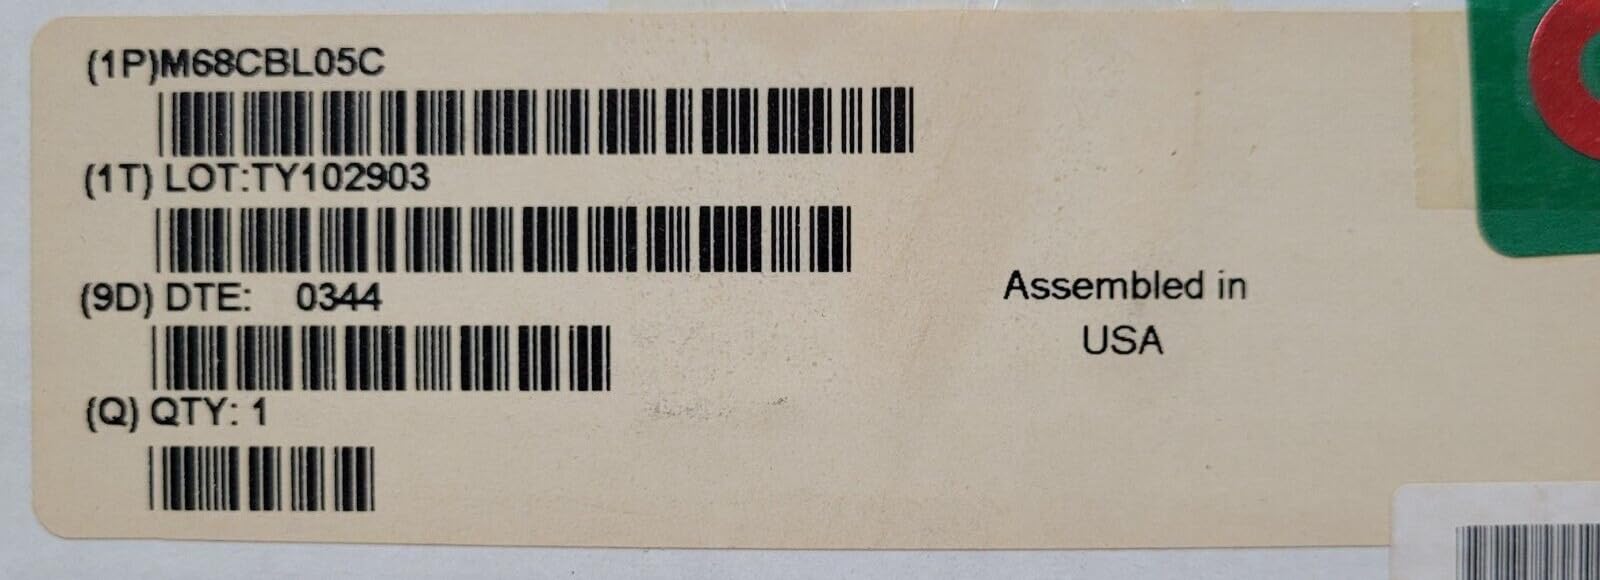 (1P)M68CBL05C
(1T) LOT:TY102903
(9D) DTE: 0344
(Q) QTY: 1
Assembled in
USA